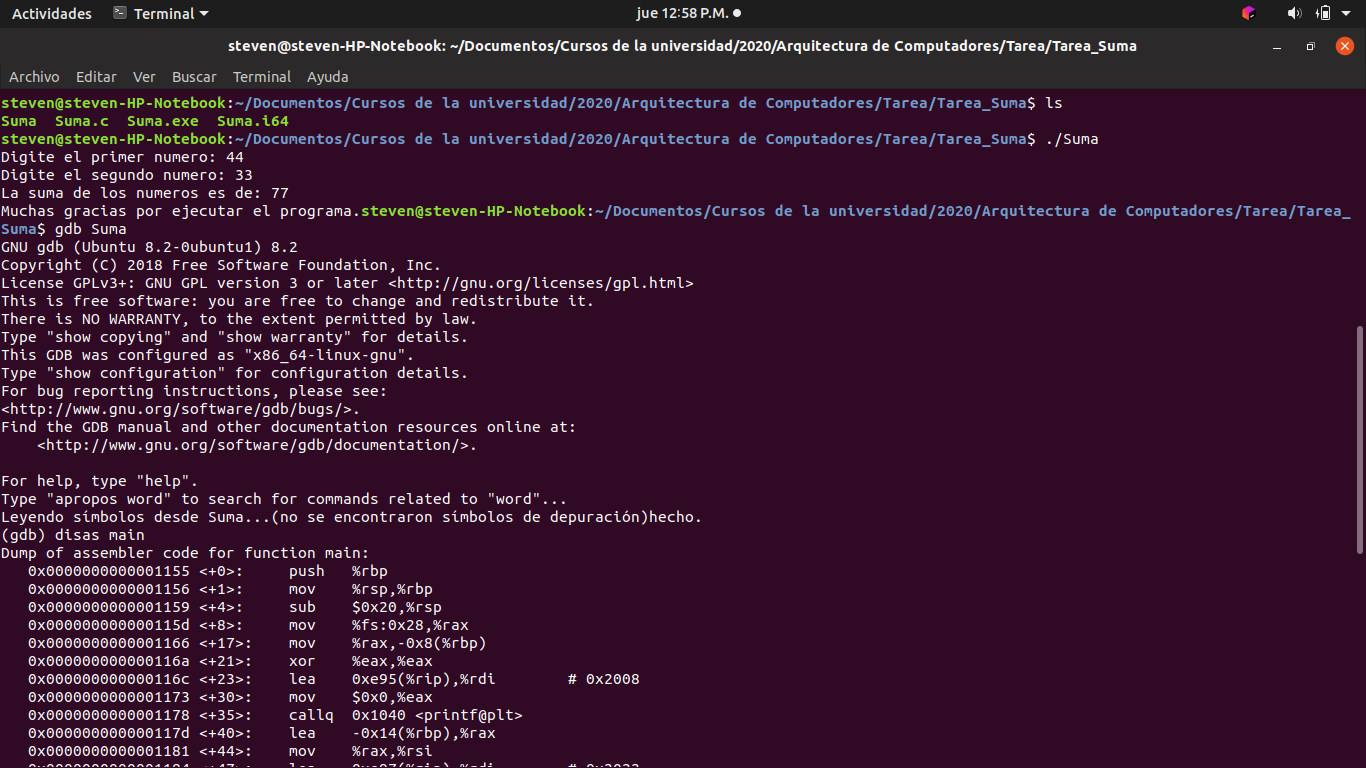 Actividades Terminal jue 12:58 P.M.
steven@steven-HP-Notebook: ~/Documentos/Cursos de la universidad/2020/Arquitectura de Computadores/Tarea/Tarea_Suma
Archivo Editar Ver Buscar Terminal Ayuda
steven@steven-HP-Notebook:~/Documentos/Cursos de la universidad/2020/Arquitectura de Computadores/Tarea/Tarea_Suma$ ls
Suma  Suma.c  Suma.exe  Suma.i64
steven@steven-HP-Notebook:~/Documentos/Cursos de la universidad/2020/Arquitectura de Computadores/Tarea/Tarea_Suma$ ./Suma
Digite el primer numero: 44
Digite el segundo numero: 33
La suma de los numeros es de: 77
Muchas gracias por ejecutar el programa.steven@steven-HP-Notebook:~/Documentos/Cursos de la universidad/2020/Arquitectura de Computadores/Tarea/Tarea_
Suma$ gdb Suma
GNU gdb (Ubuntu 8.2-0ubuntu1) 8.2
Copyright (C) 2018 Free Software Foundation, Inc.
License GPLv3+: GNU GPL version 3 or later <http://gnu.org/licenses/gpl.html>
This is free software: you are free to change and redistribute it.
There is NO WARRANTY, to the extent permitted by law.
Type "show copying" and "show warranty" for details.
This GDB was configured as "x86_64-linux-gnu".
Type "show configuration" for configuration details.
For bug reporting instructions, please see:
<http://www.gnu.org/software/gdb/bugs/>.
Find the GDB manual and other documentation resources online at:
    <http://www.gnu.org/software/gdb/documentation/>.
For help, type "help".
Type "apropos word" to search for commands related to "word"...
Leyendo símbolos desde Suma...(no se encontraron símbolos de depuración)hecho.
(gdb) disas main
Dump of assembler code for function main:
   0x0000000000001155 <+0>:     push   %rbp
   0x0000000000001156 <+1>:     mov    %rsp,%rbp
   0x0000000000001159 <+4>:     sub    $0x20,%rsp
   0x000000000000115d <+8>:     mov    %fs:0x28,%rax
   0x0000000000001166 <+17>:    mov    %rax,-0x8(%rbp)
   0x000000000000116a <+21>:    xor    %eax,%eax
   0x000000000000116c <+23>:    lea    0xe95(%rip),%rdi        # 0x2008
   0x0000000000001173 <+30>:    mov    $0x0,%eax
   0x0000000000001178 <+35>:    callq  0x1040 <printf@plt>
   0x000000000000117d <+40>:    lea    -0x14(%rbp),%rax
   0x0000000000001181 <+44>:    mov    %rax,%rsi